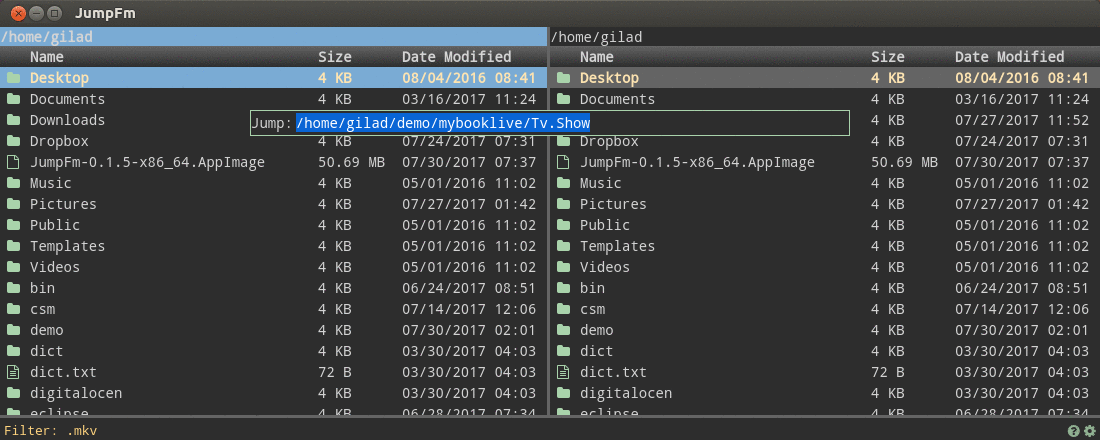 JumpFm
/home/gilad
Name Size Date Modified
Desktop 4 KB 08/04/2016 08:41
Documents 4 KB 03/16/2017 11:24
Downloads
Dropbox 4 KB 07/24/2017 07:31
JumpFm-0.1.5-x86_64.AppImage 50.69 MB 07/30/2017 07:37
Music 4 KB 05/01/2016 11:02
Pictures 4 KB 07/27/2017 01:42
Public 4 KB 05/01/2016 11:02
Templates 4 KB 05/01/2016 11:02
Videos 4 KB 05/01/2016 11:02
bin 4 KB 06/24/2017 08:51
csm 4 KB 07/14/2017 12:06
demo 4 KB 07/30/2017 02:01
dict 4 KB 03/30/2017 04:03
dict.txt 72 B 03/30/2017 04:03
digitalocen 4 KB 03/30/2017 04:03
eclipse 4 KB 06/28/2017 07:34
Jump: /home/gilad/demo/mybooklive/Tv.Show
/home/gilad
Name Size Date Modified
Desktop 4 KB 08/04/2016 08:41
Documents 4 KB 03/16/2017 11:24
07/27/2017 11:52
Dropbox 4 KB 07/24/2017 07:31
JumpFm-0.1.5-x86_64.AppImage 50.69 MB 07/30/2017 07:37
Music 4 KB 05/01/2016 11:02
Pictures 4 KB 07/27/2017 01:42
Public 4 KB 05/01/2016 11:02
Templates 4 KB 05/01/2016 11:02
Videos 4 KB 05/01/2016 11:02
bin 4 KB 06/24/2017 08:51
csm 4 KB 07/14/2017 12:06
demo 4 KB 07/30/2017 02:01
dict 4 KB 03/30/2017 04:03
dict.txt 72 B 03/30/2017 04:03
digitalocen 4 KB 03/30/2017 04:03
eclipse 4 KB 06/28/2017 07:34
Filter: .mkv